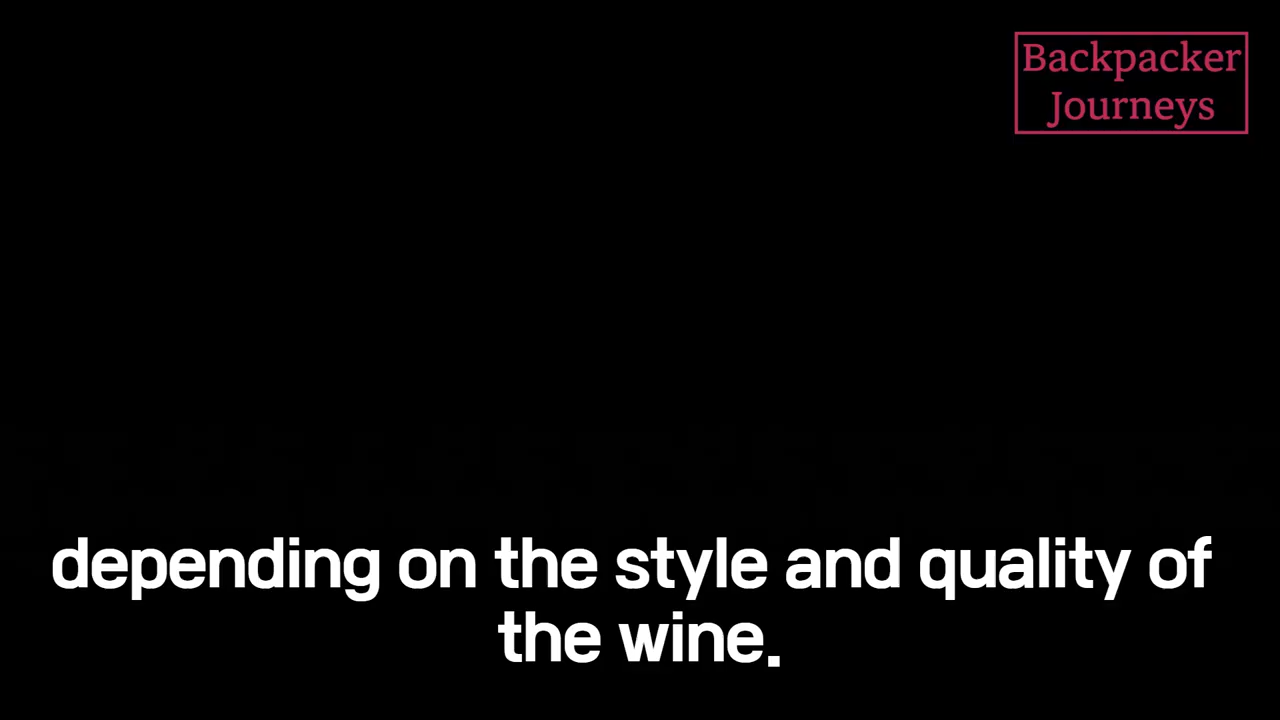 Backpacker
Journeys
depending on the style and quality of
the wine.